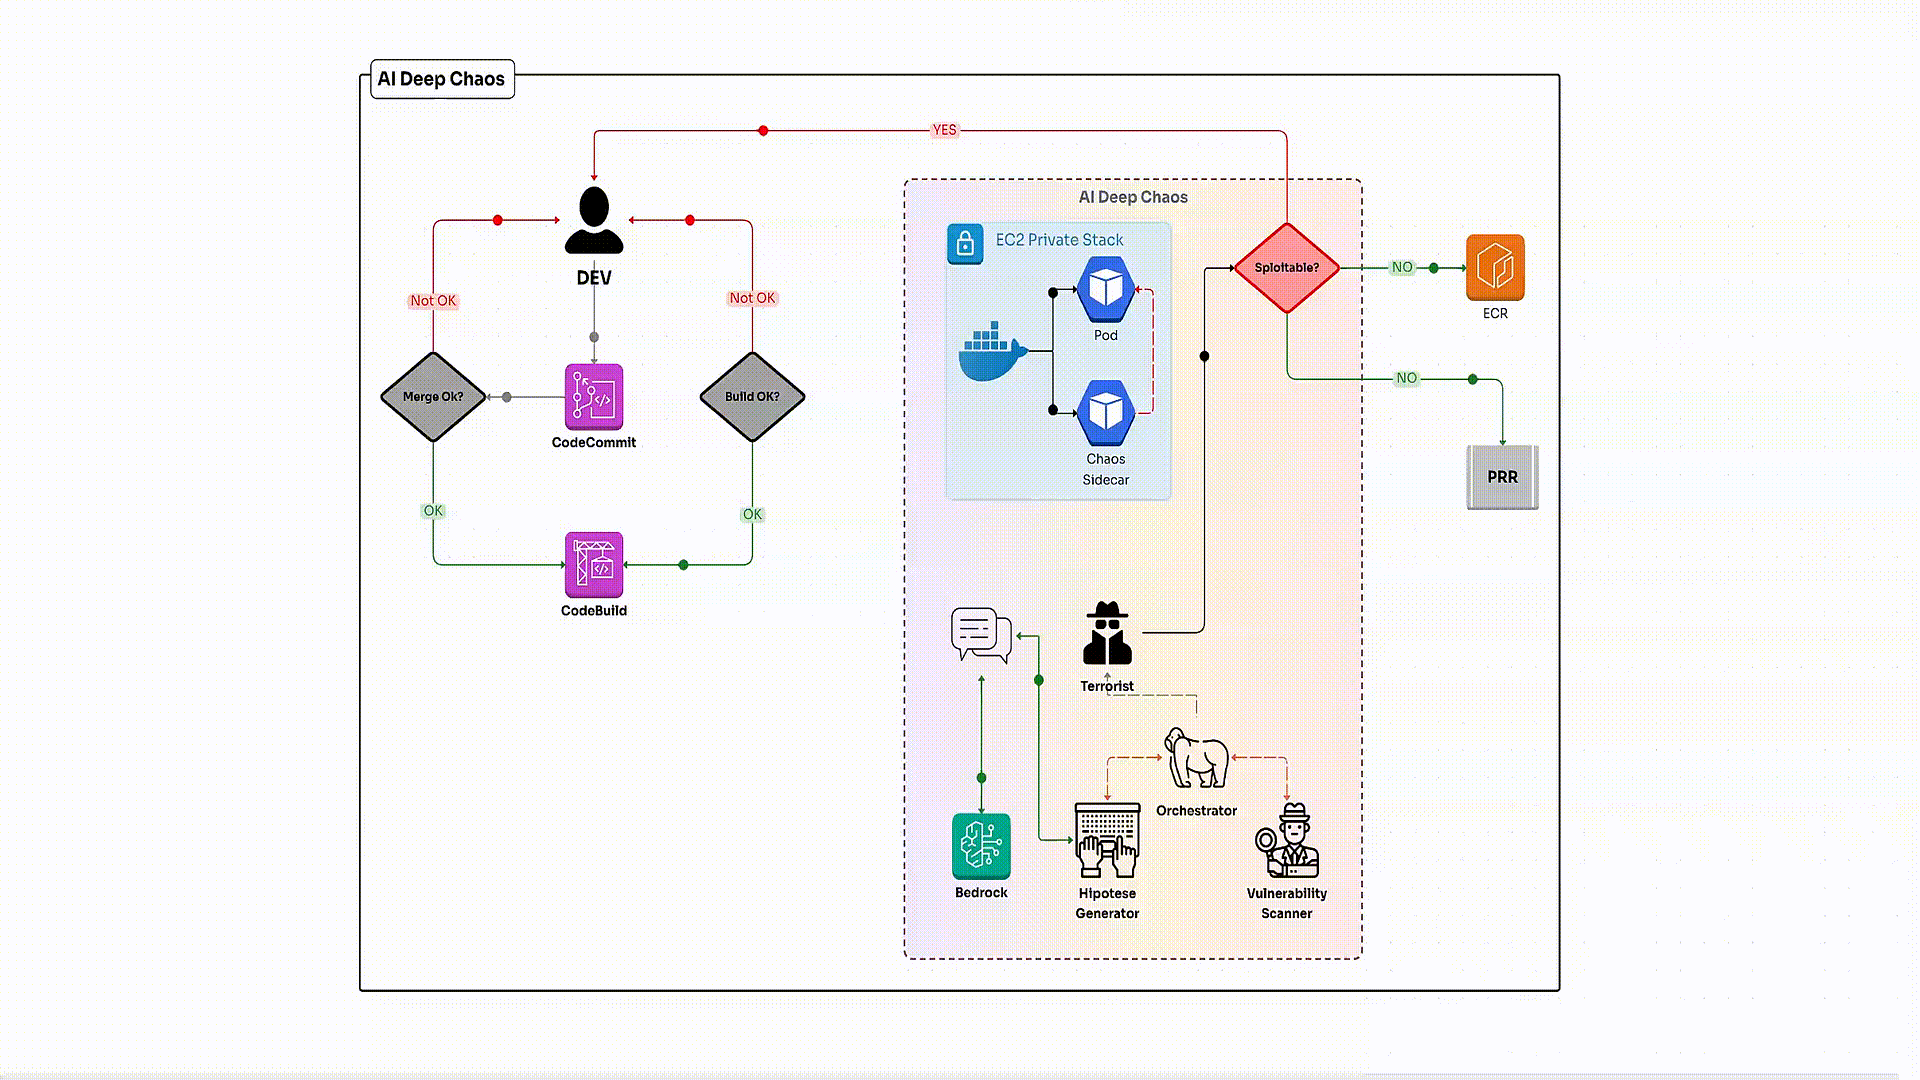 AI Deep Chaos
YES
AI Deep Chaos
EC2 Private Stack
Sploitable?
NO
ECR
DEV
Not OK
Not OK
Pod
Merge Ok?
Build OK?
NO
CodeCommit
Chaos
Sidecar
PRR
OK
OK
CodeBuild
Terrorist
Orchestrator
Bedrock
Hipotese
Generator
Vulnerability
Scanner